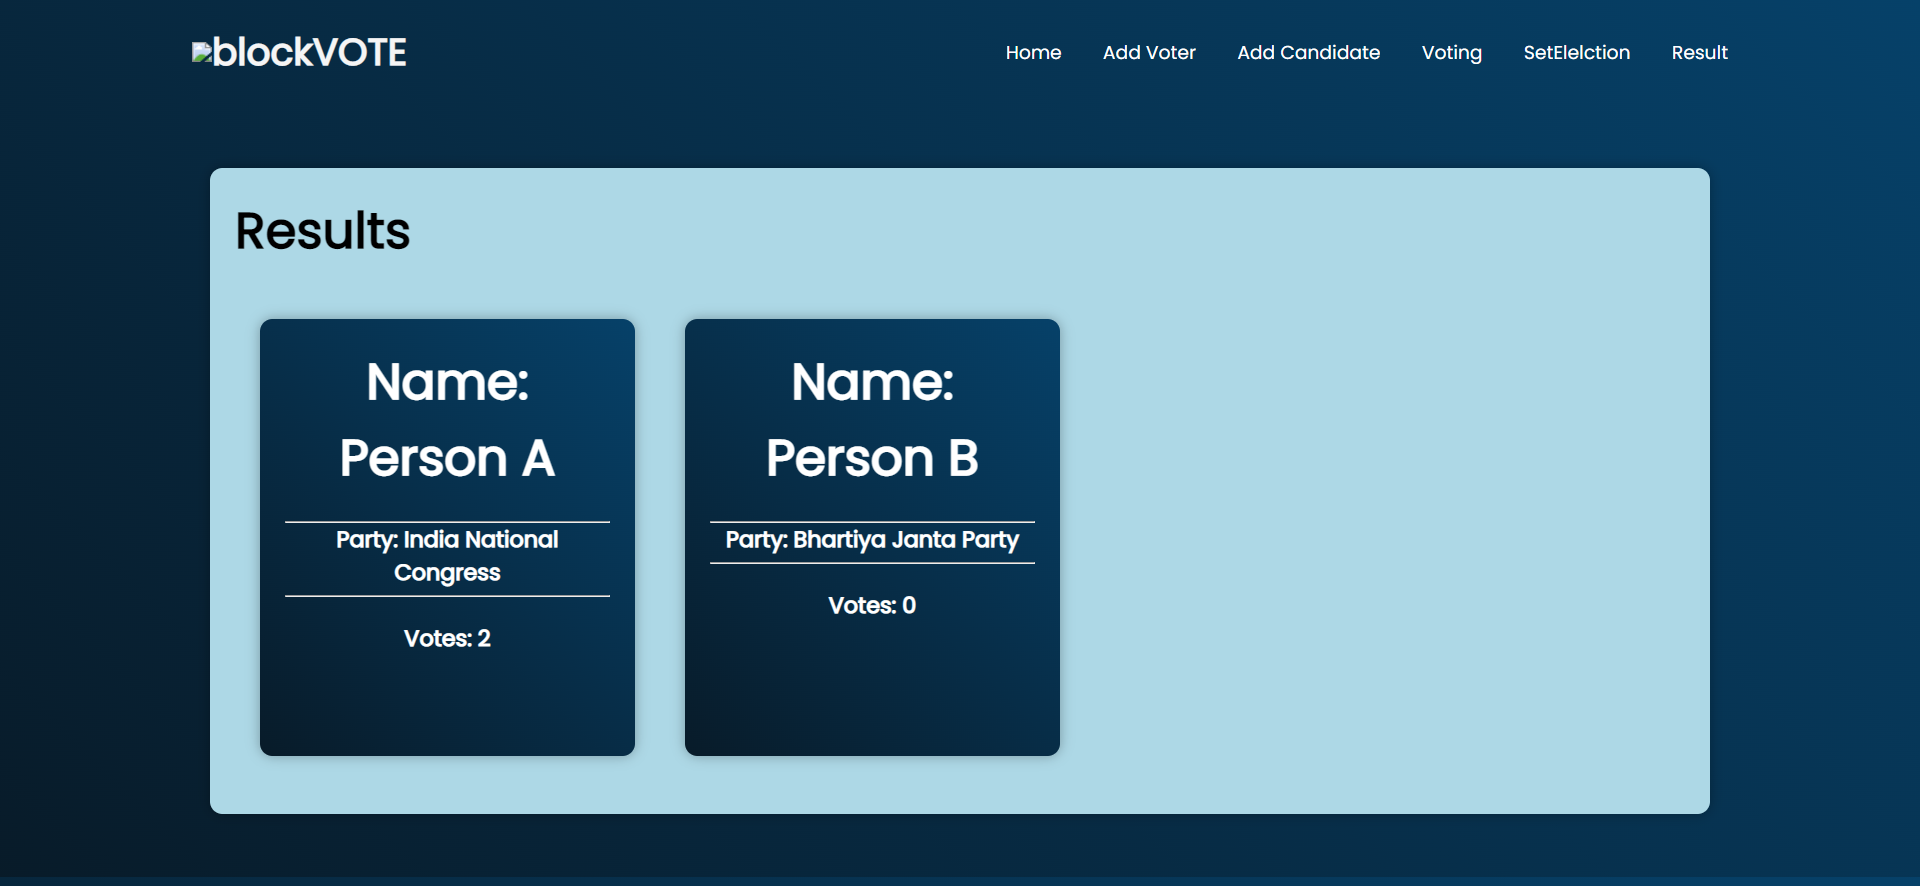 blockVOTE
Home Add Voter Add Candidate Voting SetElelction Result
Results
Name:
Person A
Party: India National
Congress
Votes: 2
Name:
Person B
Party: Bhartiya Janta Party
Votes: 0